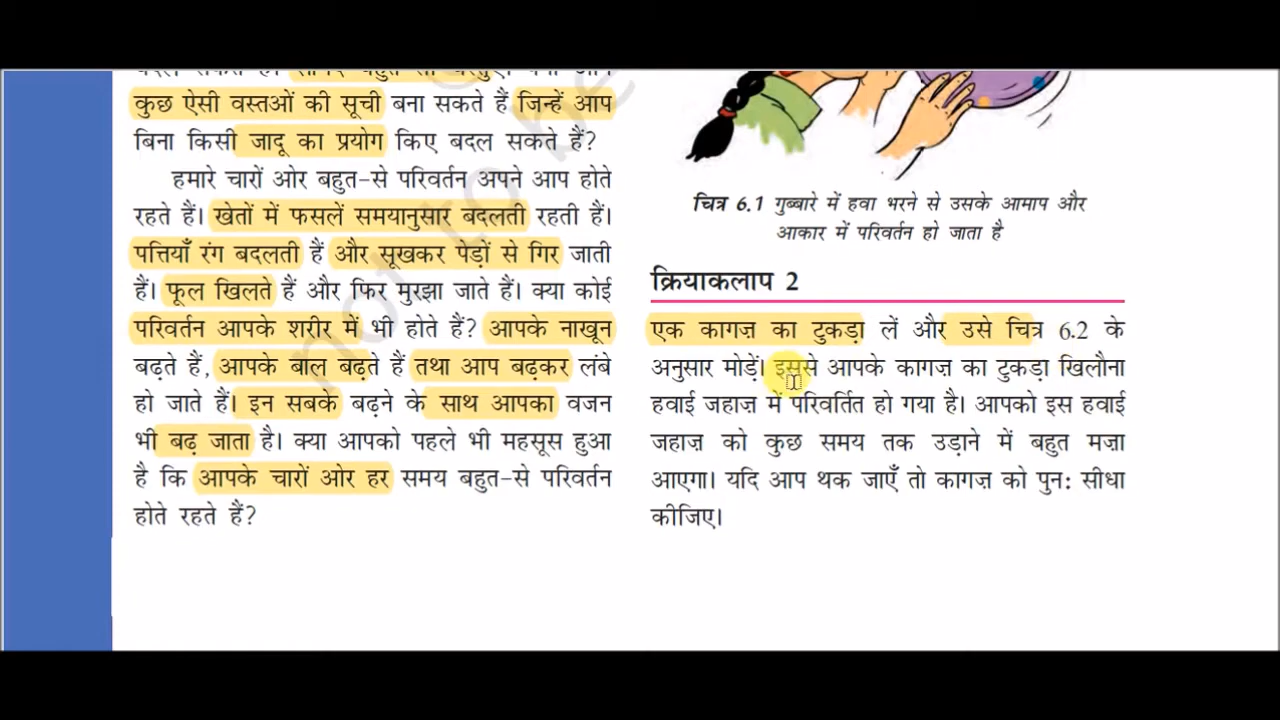 कुछ ऐसी वस्तओं की सूची बना सकते हैं जिन्हें आप
बिना किसी जादू का प्रयोग किए बदल सकते हैं?
हमारे चारों ओर बहुत-से परिवर्तन अपने आप होते
रहते हैं। खेतों में फसलें समयानुसार बदलती रहती हैं।
पत्तियाँ रंग बदलती हैं और सूखकर पेड़ों से गिर जाती
हैं। फूल खिलते हैं और फिर मुरझा जाते हैं। क्या कोई
परिवर्तन आपके शरीर में भी होते हैं? आपके नाखून
बढ़ते हैं, आपके बाल बढ़ते हैं तथा आप बढ़कर लंबे
हो जाते हैं। इन सबके बढ़ने के साथ आपका वजन
भी बढ़ जाता है। क्या आपको पहले भी महसूस हुआ
है कि आपके चारों ओर हर समय बहुत-से परिवर्तन
होते रहते हैं?
चित्र 6.1 गुब्बारे में हवा भरने से उसके आमाप और
आकार में परिवर्तन हो जाता है
क्रियाकलाप 2
एक कागज़ का टुकड़ा लें और उसे चित्र 6.2 के
अनुसार मोड़ें। इससे आपके कागज़ का टुकड़ा खिलौना
हवाई जहाज़ में परिवर्तित हो गया है। आपको इस हवाई
जहाज़ को कुछ समय तक उड़ाने में बहुत मज़ा
आएगा। यदि आप थक जाएँ तो कागज़ को पुन: सीधा
कीजिए।
not to be